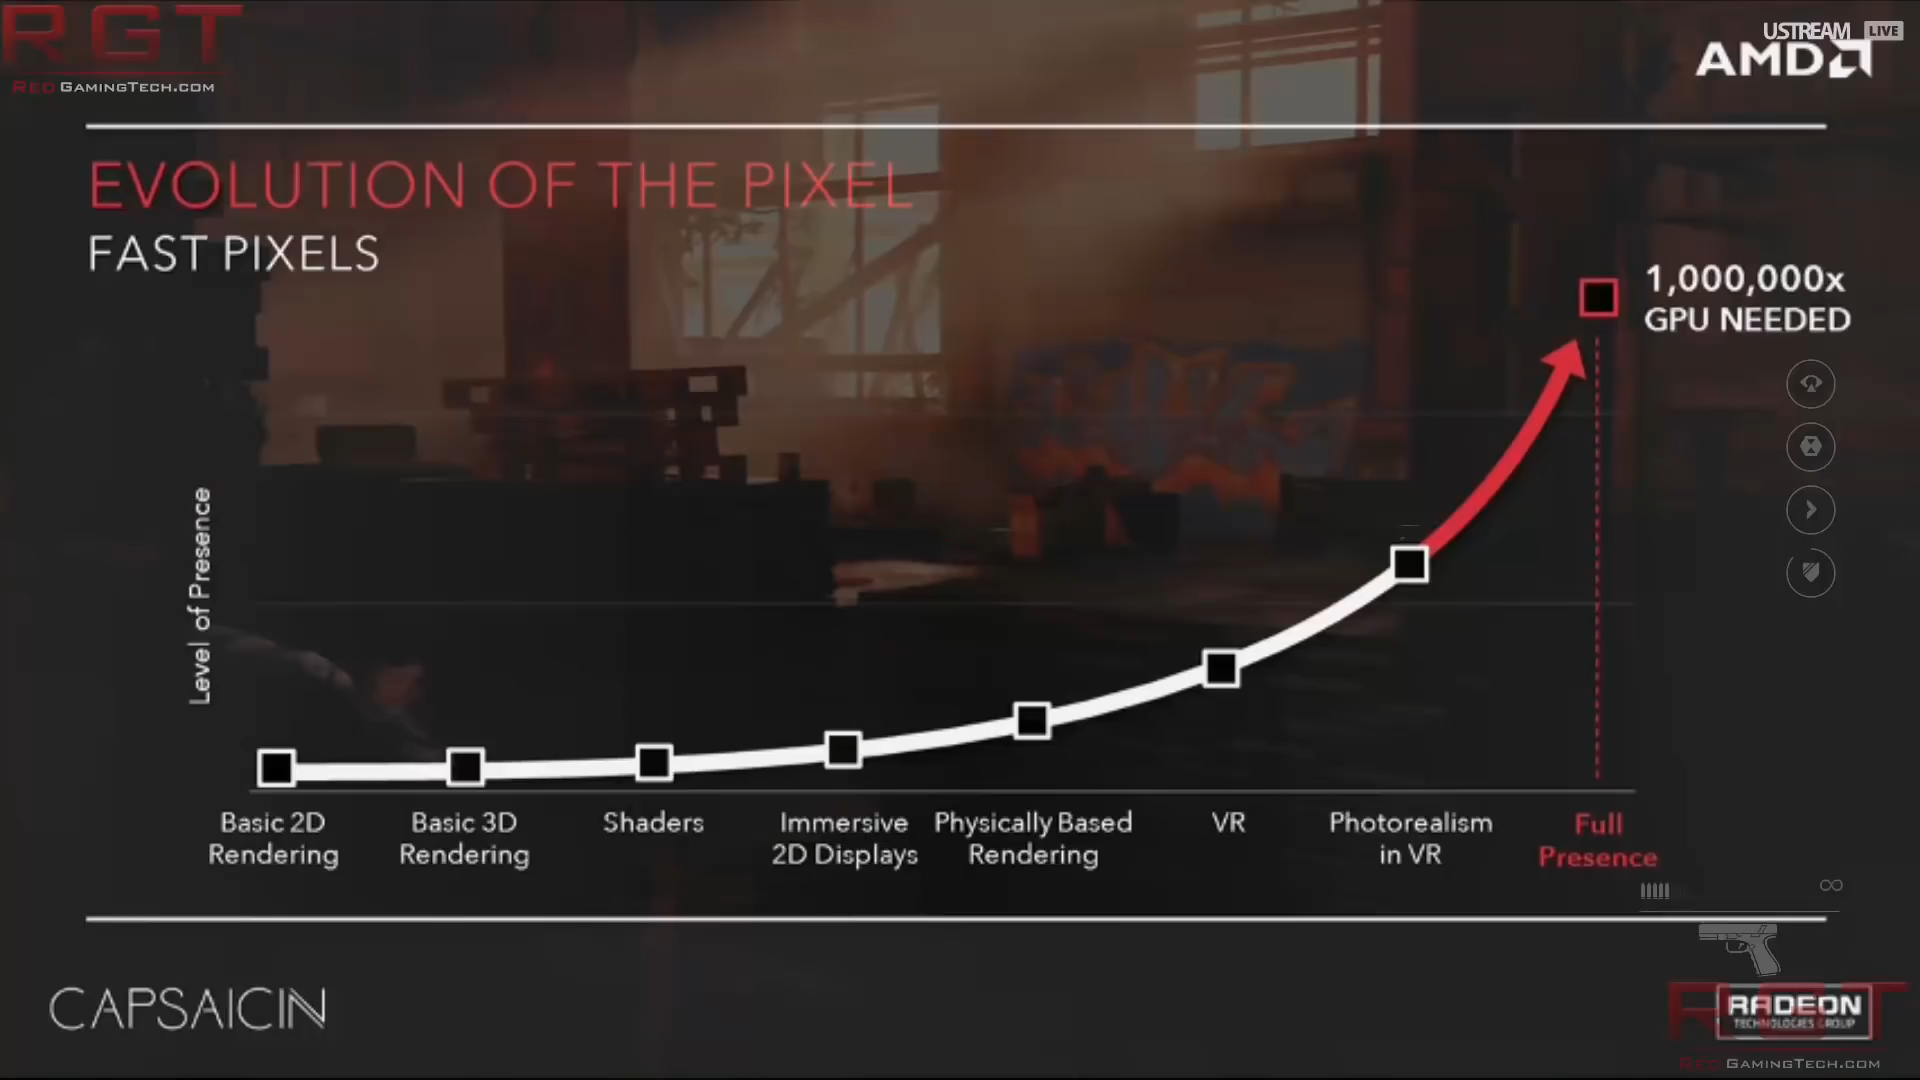 RGT
REDGAMINGTECH.COM
USTREAM LIVE
AMD
EVOLUTION OF THE PIXEL
FAST PIXELS
1,000,000x
GPU NEEDED
Level of Presence
Basic 2D
Rendering
Basic 3D
Rendering
Shaders
Immersive
2D Displays
Physically Based
Rendering
VR
Photorealism
in VR
Full
Presence
∞
CAPSAICIN
RGT
RADEON
TECHNOLOGIES GROUP
REDGAMINGTECH.COM